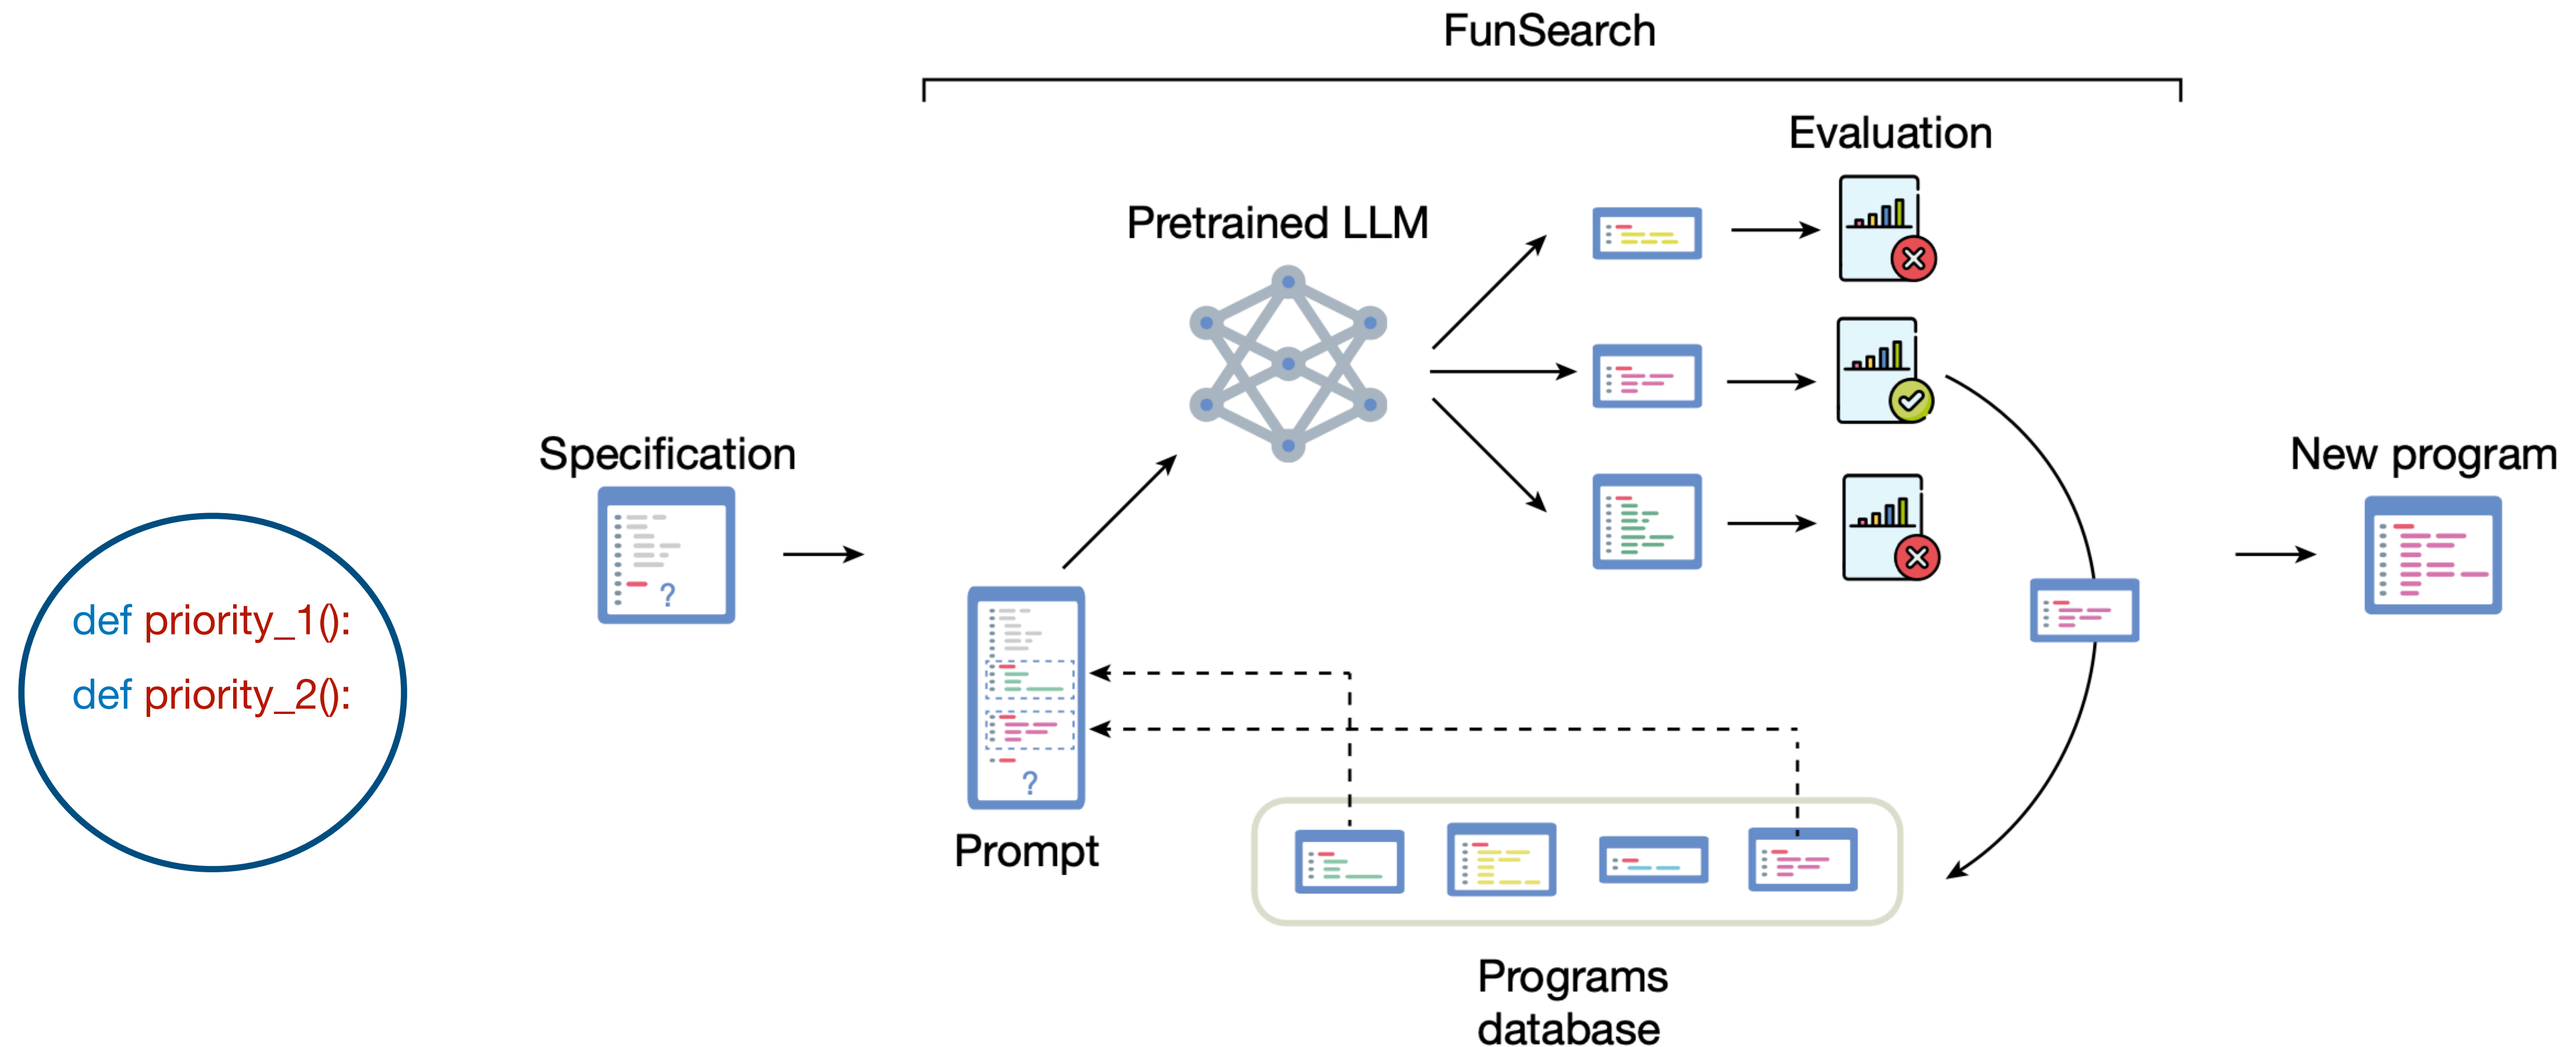 FunSearch
Evaluation
Pretrained LLM
Specification
?
New program
def priority_1():
def priority_2():
?
Prompt
Programs
database